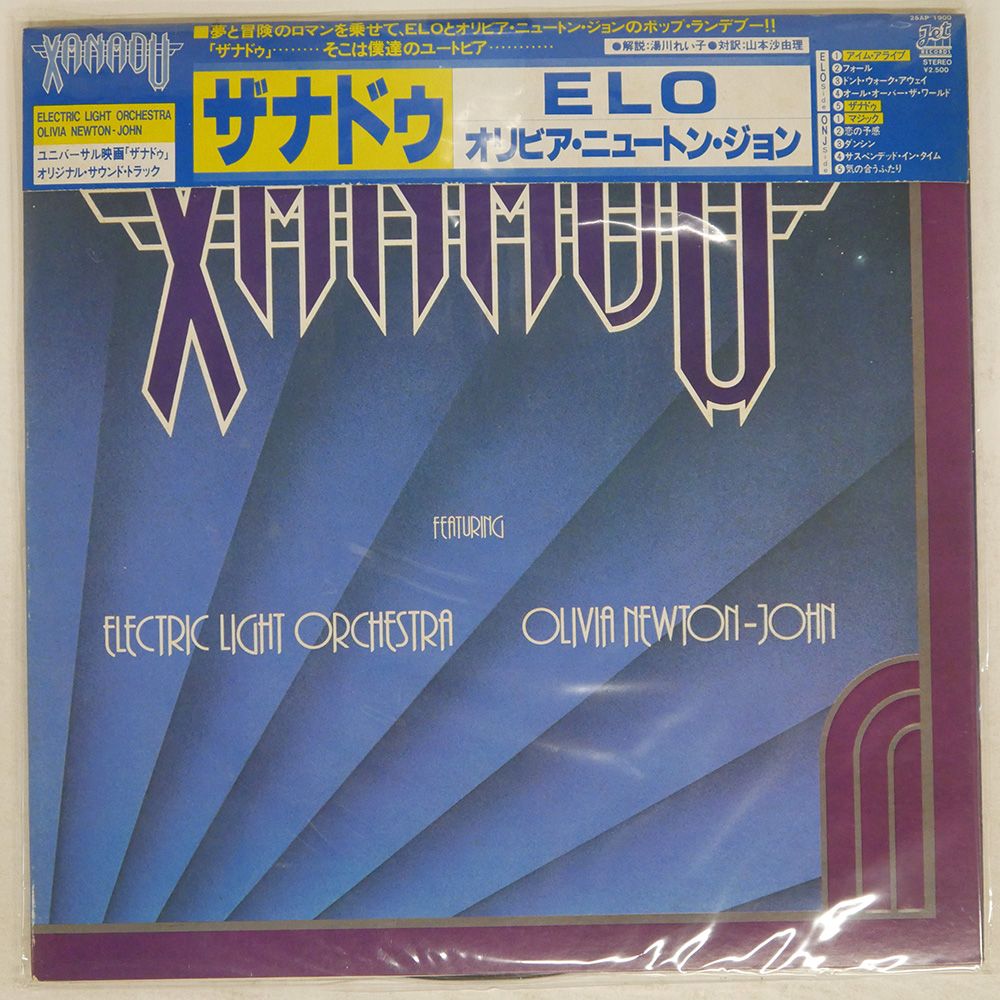 XANADU
ELECTRIC LIGHT ORCHESTRA
OLIVIA NEWTON-JOHN
ユニバーサル映画「ザナドゥ」
オリジナル・サウンド・トラック
■夢と冒険のロマンを乗せて、ELOとオリビア・ニュートン・ジョンのポップ・ランデブー!!
「ザナドゥ」………そこは僕達のユートピア…………
●解説:湯川れい子●対訳:山本沙由理
ザナドゥ
ELO
オリビア・ニュートン・ジョン
ELO Side
①アイム・アライブ
②フォール
③ドント・ウォーク・アウェイ
④オール・オーバー・ザ・ワールド
⑤ザナドゥ
ONJ Side
①マジック
②恋の予感
③ダンシン
④サスペンデッド・イン・タイム
⑤気の合うふたり
25AP 1900
Jet
RECORDS
STEREO
¥2,500
XANADU
FEATURING
ELECTRIC LIGHT ORCHESTRA
OLIVIA NEWTON-JOHN